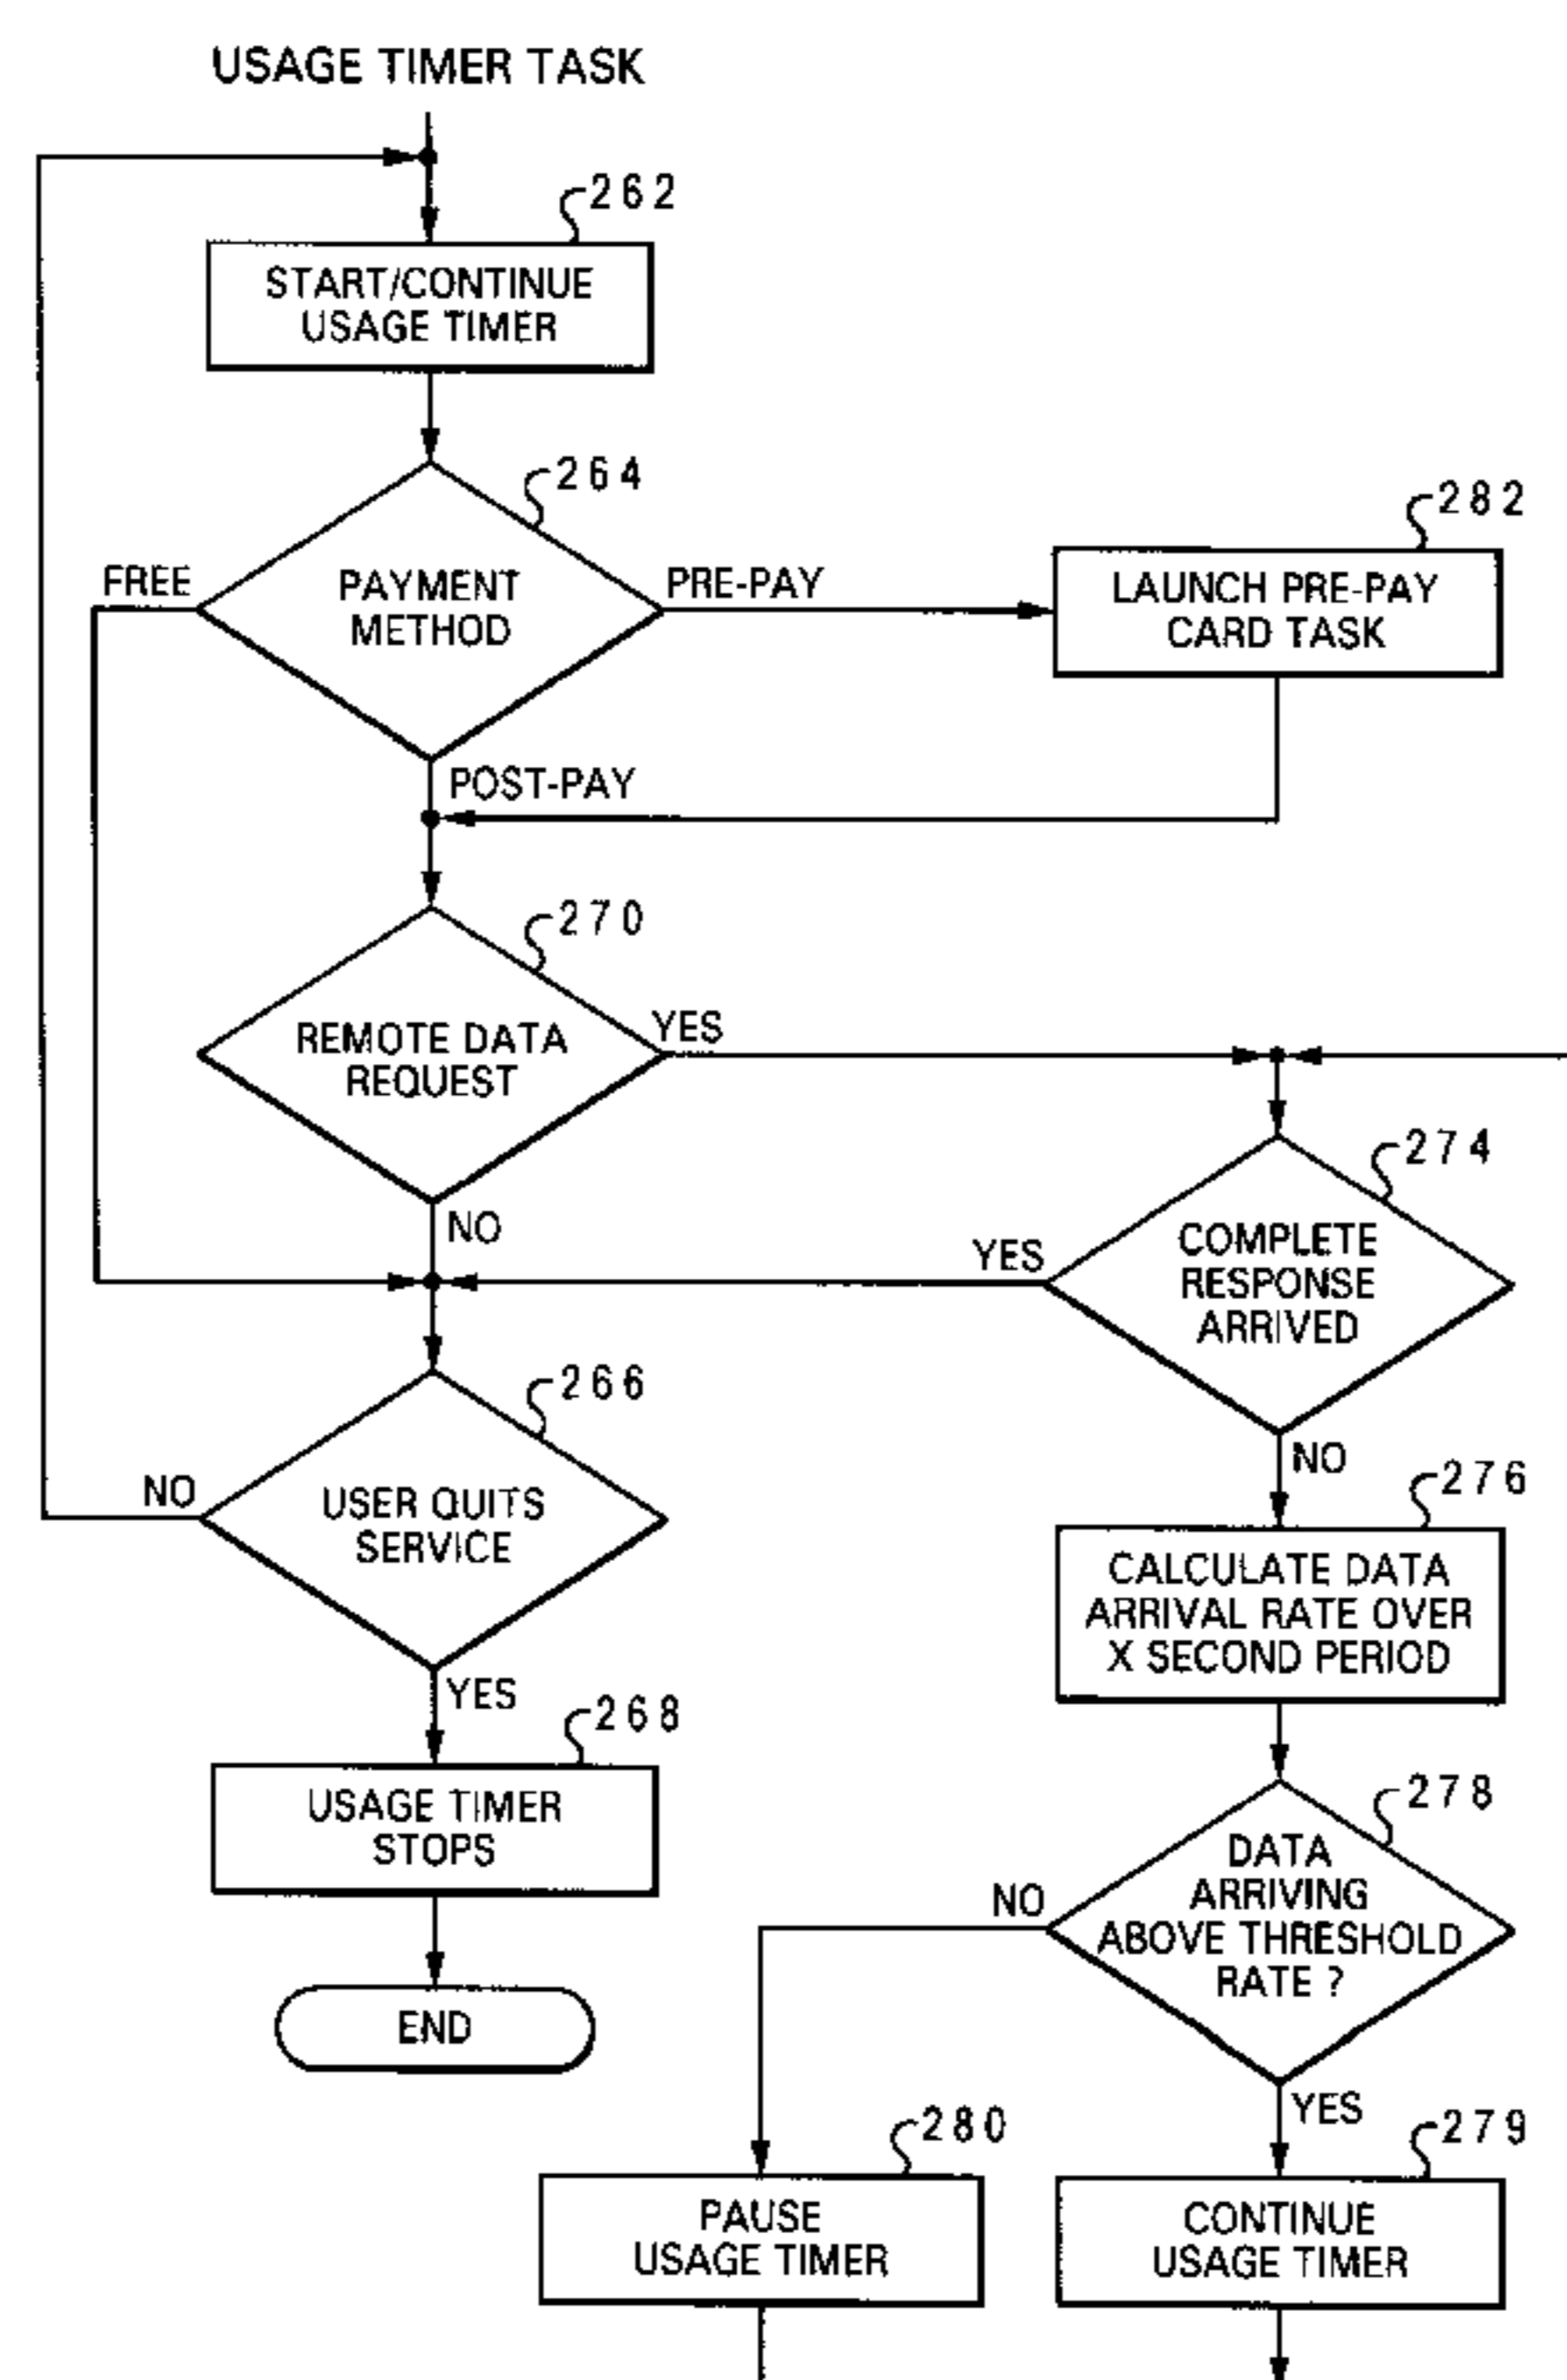 USAGE TIMER TASK
262
START/CONTINUE
USAGE TIMER
264
FREE
PAYMENT
METHOD
PRE-PAY
282
LAUNCH PRE-PAY
CARD TASK
POST-PAY
270
REMOTE DATA
REQUEST
YES
NO
274
COMPLETE
RESPONSE
ARRIVED
YES
NO
266
USER QUITS
SERVICE
NO
YES
276
CALCULATE DATA
ARRIVAL RATE OVER
X SECOND PERIOD
268
USAGE TIMER
STOPS
END
278
DATA
ARRIVING
ABOVE THRESHOLD
RATE ?
NO
YES
280
PAUSE
USAGE TIMER
279
CONTINUE
USAGE TIMER